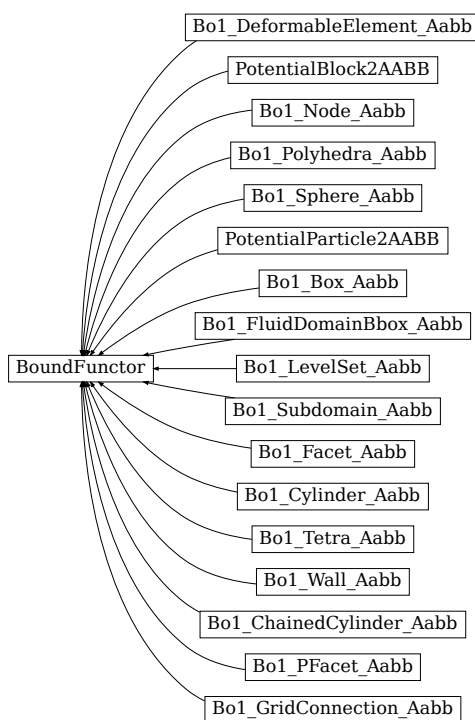 Bo1_DeformableElement_Aabb
PotentialBlock2AABB
Bo1_Node_Aabb
Bo1_Polyhedra_Aabb
Bo1_Sphere_Aabb
PotentialParticle2AABB
Bo1_Box_Aabb
Bo1_FluidDomainBbox_Aabb
BoundFunctor
Bo1_LevelSet_Aabb
Bo1_Subdomain_Aabb
Bo1_Facet_Aabb
Bo1_Cylinder_Aabb
Bo1_Tetra_Aabb
Bo1_Wall_Aabb
Bo1_ChainedCylinder_Aabb
Bo1_PFacet_Aabb
Bo1_GridConnection_Aabb